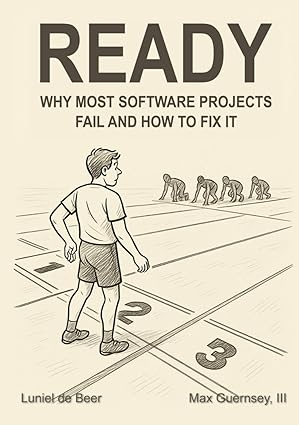 READY
WHY MOST SOFTWARE PROJECTS
FAIL AND HOW TO FIX IT
1
2
3
Luniel de Beer Max Guernsey, III